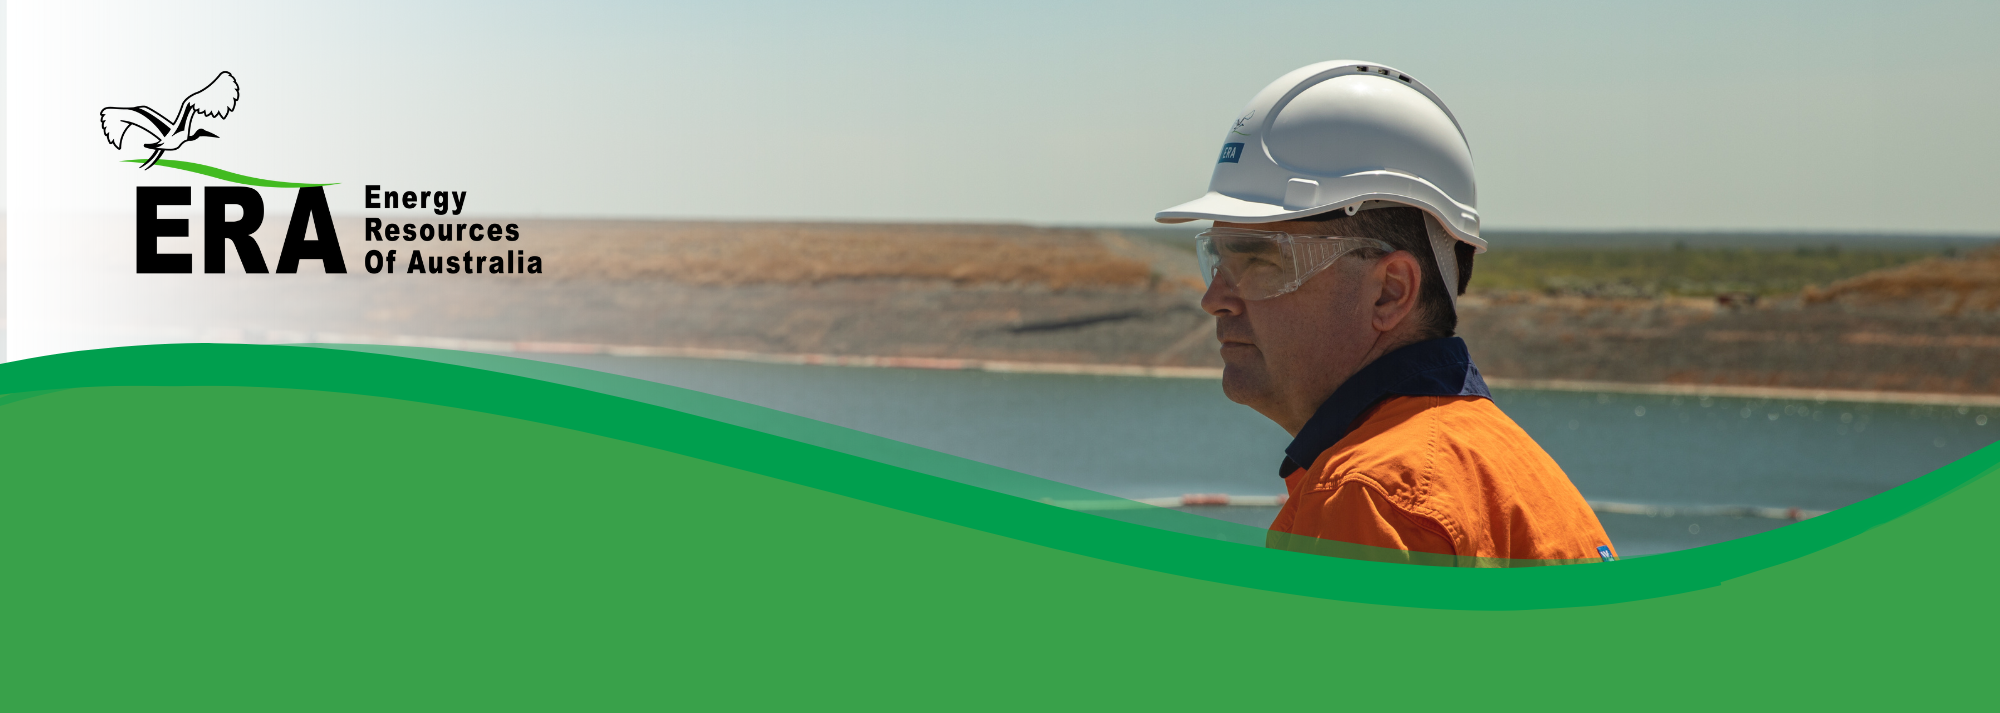 ERA
Energy
Resources
Of Australia
ERA